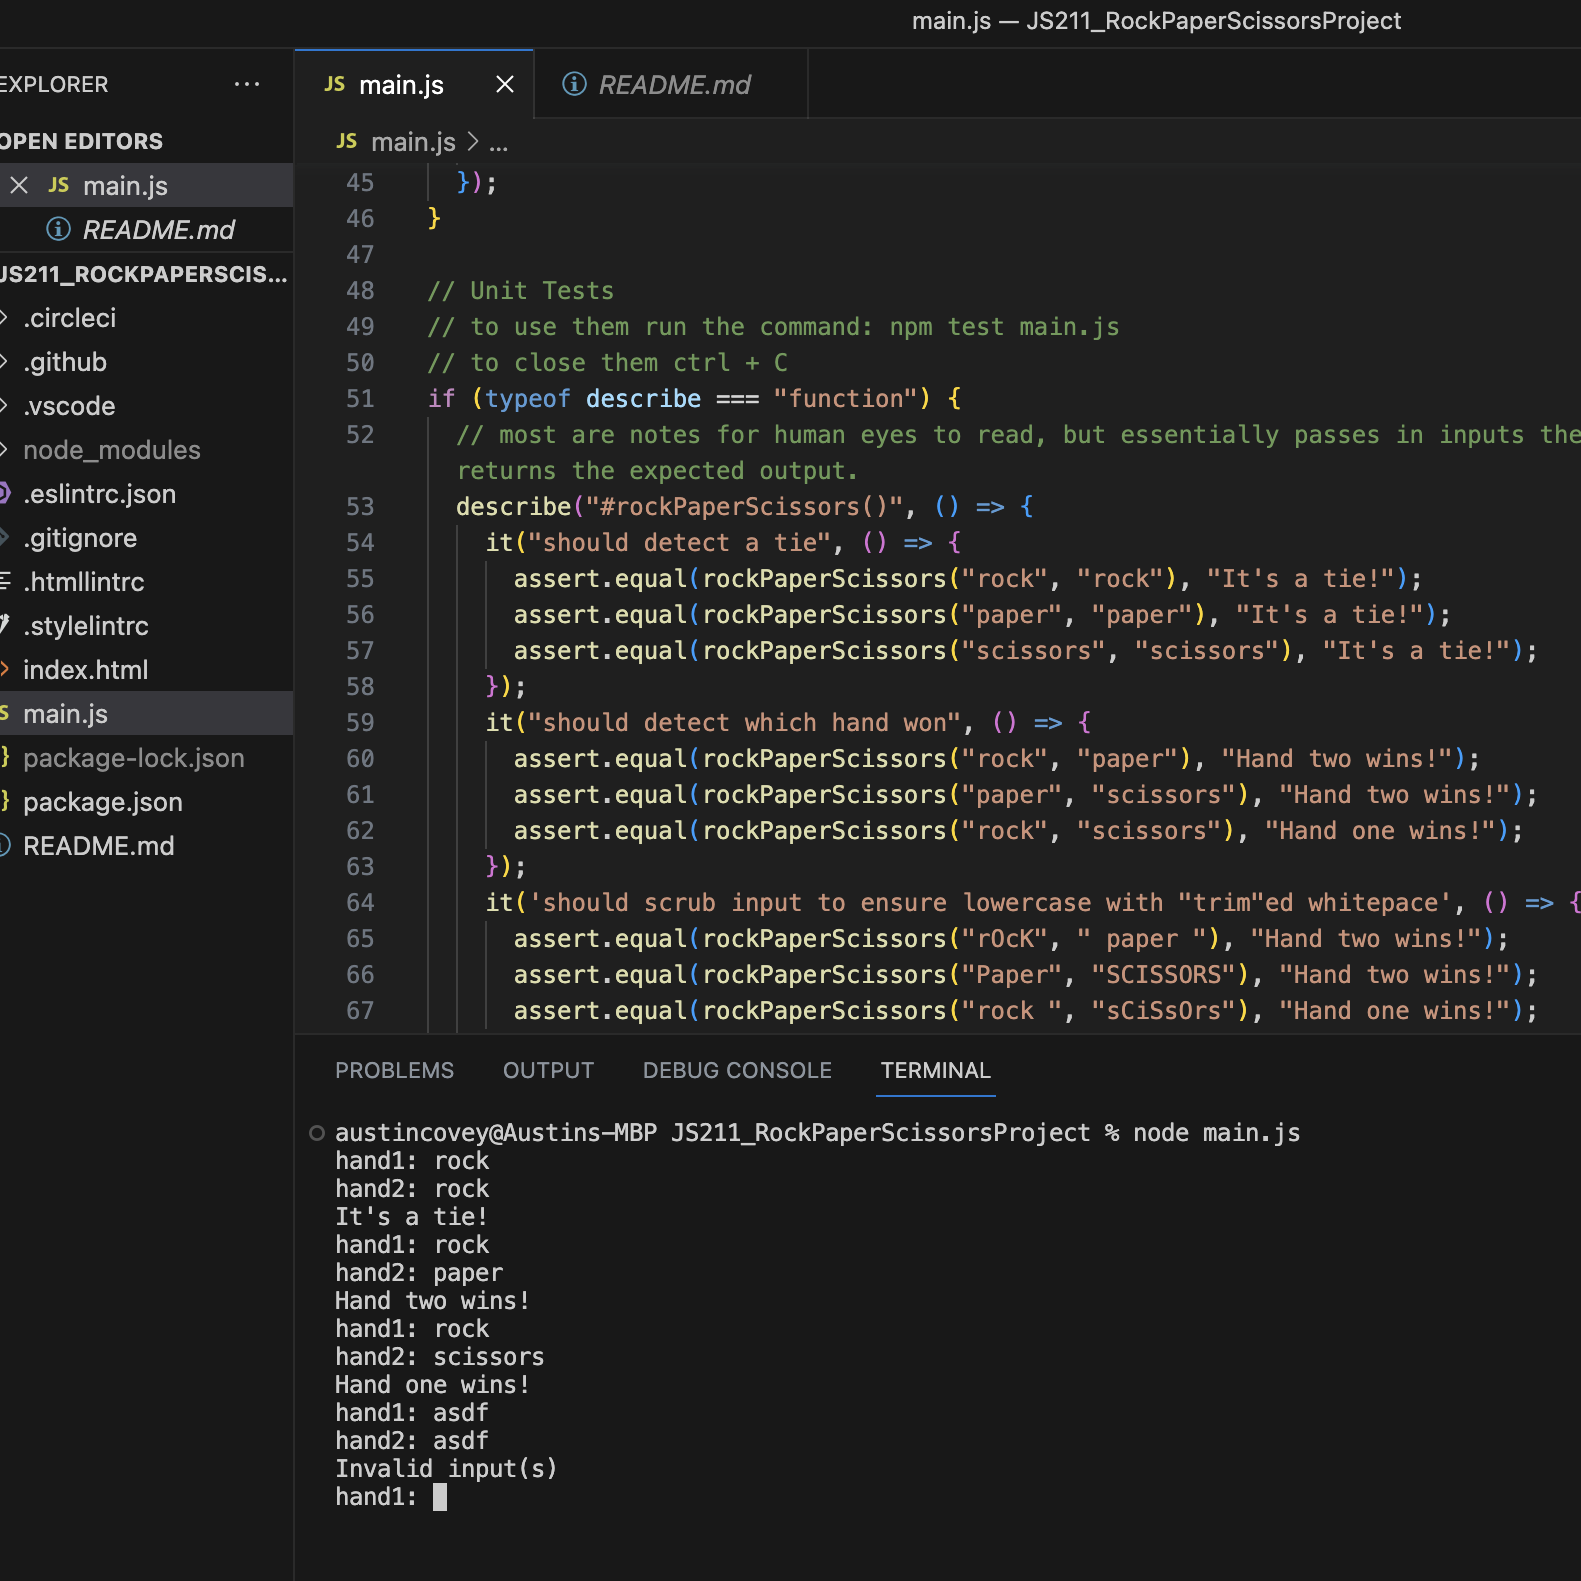 main.js — JS211_RockPaperScissorsProject
EXPLORER
OPEN EDITORS
JS main.js
README.md
JS211_ROCKPAPERSCIS...
.circleci
.github
.vscode
node_modules
.eslintrc.json
.gitignore
.htmllintrc
.stylelintrc
index.html
main.js
package-lock.json
package.json
README.md
JS main.js
README.md
JS main.js > ...
45 });
46 }
47
48 // Unit Tests
49 // to use them run the command: npm test main.js
50 // to close them ctrl + C
51 if (typeof describe === "function") {
52 // most are notes for human eyes to read, but essentially passes in inputs the
returns the expected output.
53 describe("#rockPaperScissors()", () => {
54 it("should detect a tie", () => {
55 assert.equal(rockPaperScissors("rock", "rock"), "It's a tie!");
56 assert.equal(rockPaperScissors("paper", "paper"), "It's a tie!");
57 assert.equal(rockPaperScissors("scissors", "scissors"), "It's a tie!");
58 });
59 it("should detect which hand won", () => {
60 assert.equal(rockPaperScissors("rock", "paper"), "Hand two wins!");
61 assert.equal(rockPaperScissors("paper", "scissors"), "Hand two wins!");
62 assert.equal(rockPaperScissors("rock", "scissors"), "Hand one wins!");
63 });
64 it('should scrub input to ensure lowercase with "trim"ed whitepace', () => {
65 assert.equal(rockPaperScissors("rOcK", " paper "), "Hand two wins!");
66 assert.equal(rockPaperScissors("Paper", "SCISSORS"), "Hand two wins!");
67 assert.equal(rockPaperScissors("rock ", "sCiSsOrs"), "Hand one wins!");
PROBLEMS OUTPUT DEBUG CONSOLE TERMINAL
austincovey@Austins-MBP JS211_RockPaperScissorsProject % node main.js
hand1: rock
hand2: rock
It's a tie!
hand1: rock
hand2: paper
Hand two wins!
hand1: rock
hand2: scissors
Hand one wins!
hand1: asdf
hand2: asdf
Invalid input(s)
hand1: